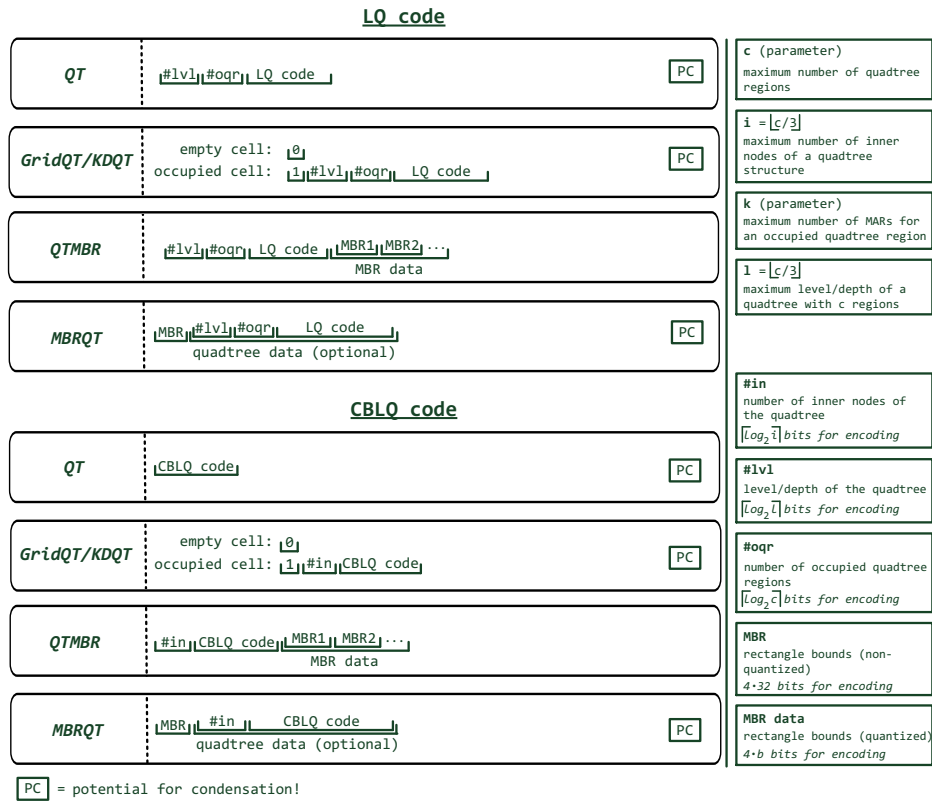 LQ code
QT
#lvl #oqr LQ code
PC
GridQT/KDQT
empty cell: 0
occupied cell: 1 #lvl #oqr LQ code
PC
QTMBR
#lvl #oqr LQ code MBR1 MBR2 ...
MBR data
MBRQT
MBR #lvl #oqr LQ code
quadtree data (optional)
PC
CBLQ code
QT
CBLQ code
PC
GridQT/KDQT
empty cell: 0
occupied cell: 1 #in CBLQ code
PC
QTMBR
#in CBLQ code MBR1 MBR2 ...
MBR data
MBRQT
MBR #in CBLQ code
quadtree data (optional)
PC
PC = potential for condensation!
c (parameter)
maximum number of quadtree
regions
i = ⌊c/3⌋
maximum number of inner
nodes of a quadtree
structure
k (parameter)
maximum number of MARs for
an occupied quadtree region
l = ⌊c/3⌋
maximum level/depth of a
quadtree with c regions
#in
number of inner nodes of
the quadtree
⌈log₂i⌉ bits for encoding
#lvl
level/depth of the quadtree
⌈log₂l⌉ bits for encoding
#oqr
number of occupied quadtree
regions
⌈log₂c⌉ bits for encoding
MBR
rectangle bounds (non-
quantized)
4·32 bits for encoding
MBR data
rectangle bounds (quantized)
4·b bits for encoding